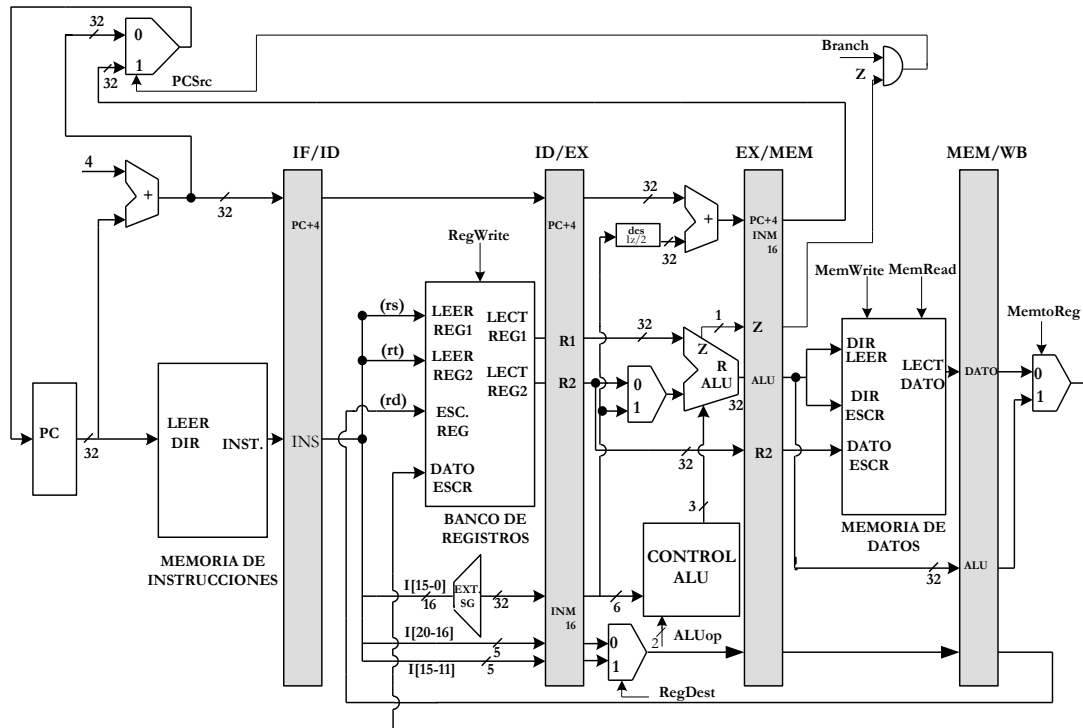 32
0
1
32
PCSrc
Branch
Z
IF/ID
ID/EX
EX/MEM
MEM/WB
4
+
32
PC+4
PC+4
32
+
PC+4
INM
16
des
Iz/2
32
RegWrite
MemWrite
MemRead
MemtoReg
(rs)
LEER
REG1
LECT
REG1
(rt)
LEER
REG2
LECT
REG2
(rd)
ESC.
REG
DATO
ESCR
BANCO DE
REGISTROS
R1
R2
32
1
Z
Z
R
ALU
32
0
1
ALU
32
R2
DIR
LEER
LECT
DATO
DIR
ESCR
DATO
ESCR
MEMORIA DE
DATOS
DATO
0
1
PC
32
LEER
DIR
INST.
INS
MEMORIA DE
INSTRUCCIONES
3
CONTROL
ALU
32
ALU
I[15-0]
16
EXT.
SG
32
INM
16
6
I[20-16]
5
I[15-11]
5
0
1
2
ALUop
RegDest